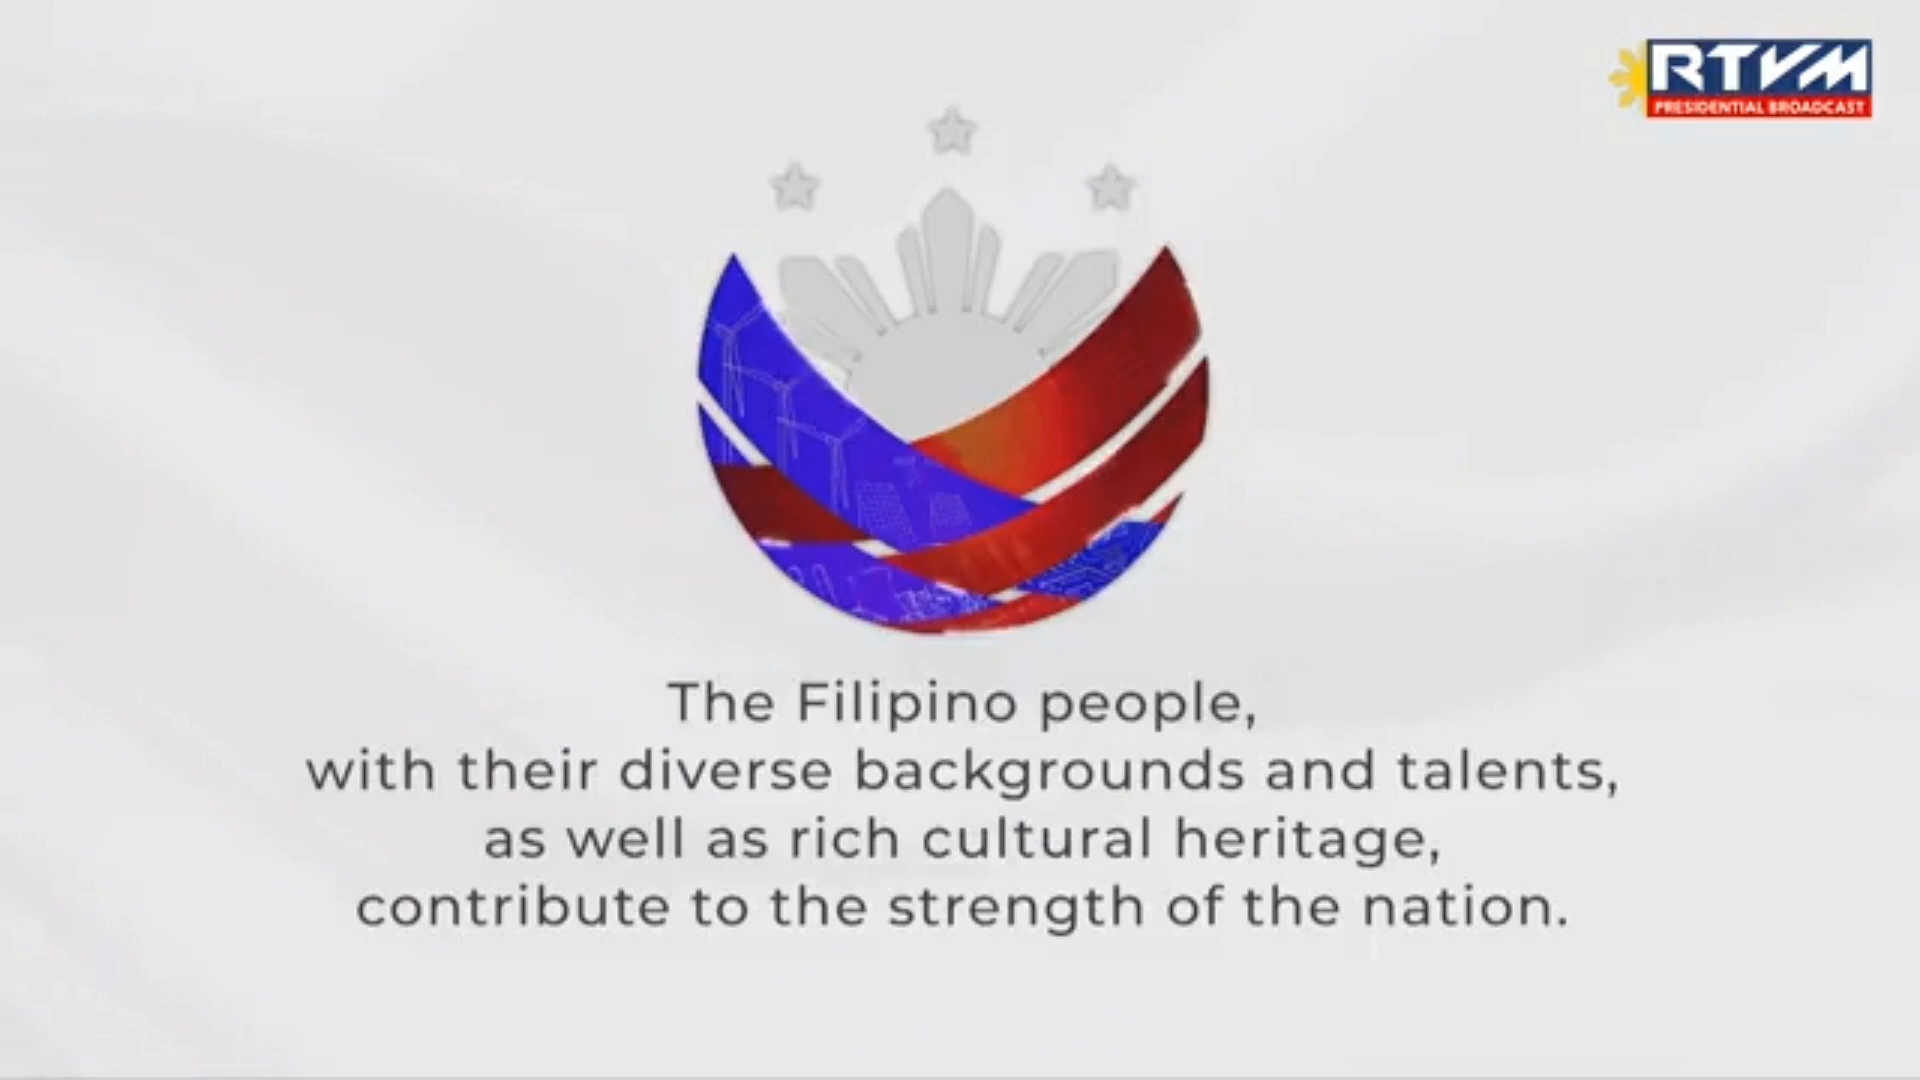 RTVM
PRESIDENTIAL BROADCAST
The Filipino people,
with their diverse backgrounds and talents,
as well as rich cultural heritage,
contribute to the strength of the nation.